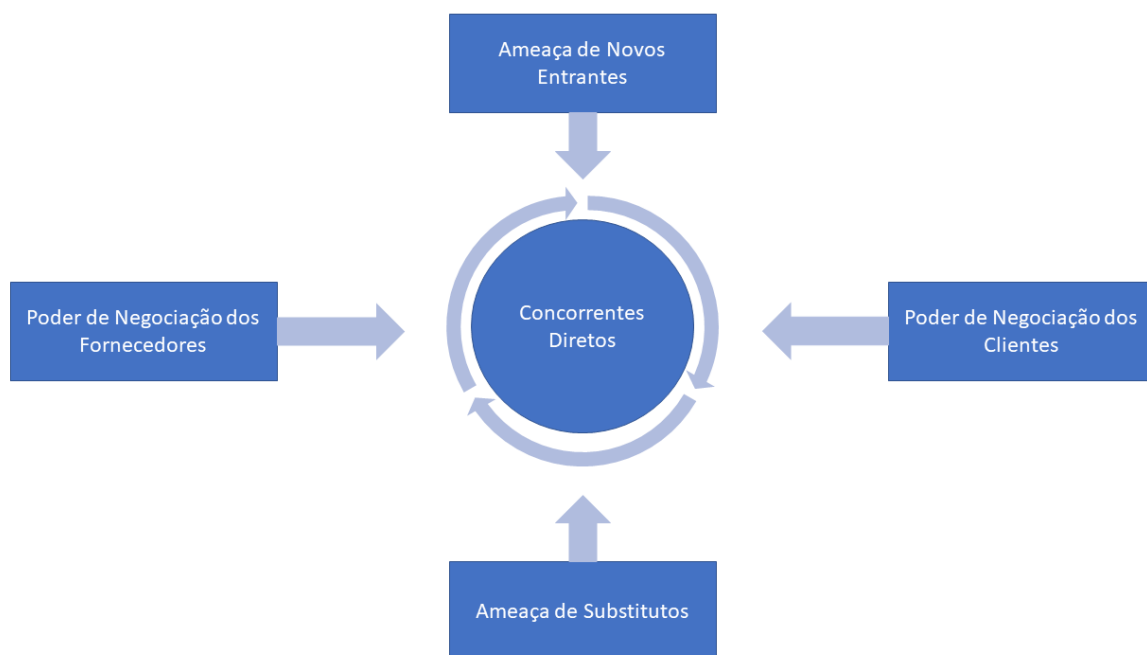 Ameaça de Novos
Entrantes
Poder de Negociação dos
Fornecedores
Concorrentes
Diretos
Poder de Negociação dos
Clientes
Ameaça de Substitutos